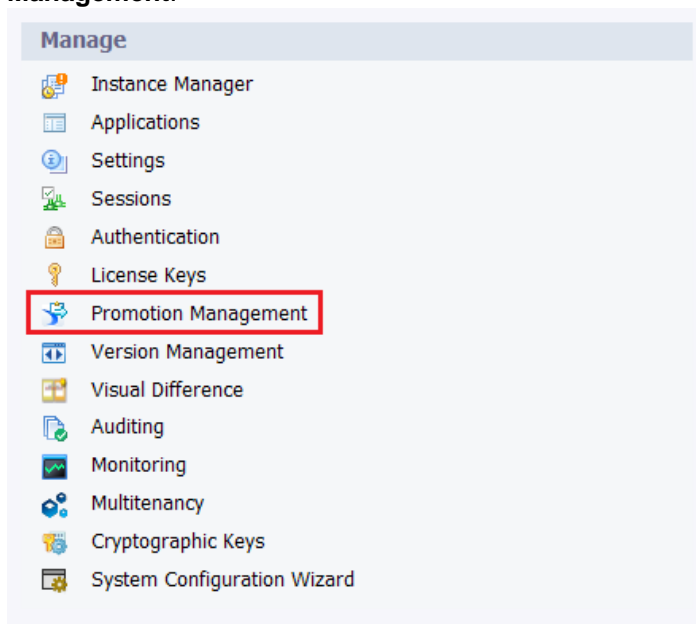 Management.
Manage
Instance Manager
Applications
Settings
Sessions
Authentication
License Keys
Promotion Management
Version Management
Visual Difference
Auditing
Monitoring
Multitenancy
Cryptographic Keys
System Configuration Wizard